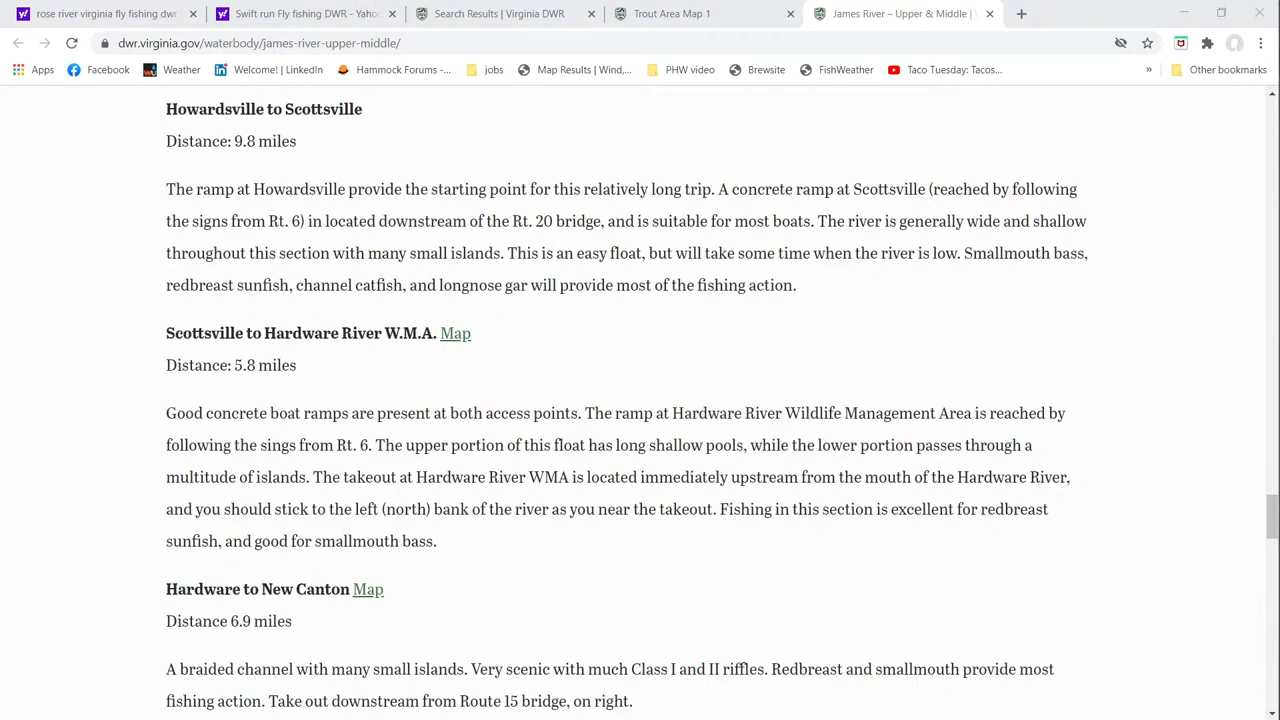 rose river virginia fly fishing dwr
Swift run Fly fishing DWR - Yaho
Search Results | Virginia DWR
Trout Area Map 1
James River – Upper & Middle |
dwr.virginia.gov/waterbody/james-river-upper-middle/
Apps
Facebook
Weather
Welcome! | LinkedIn
Hammock Forums -...
jobs
Map Results | Wind,...
PHW video
Brewsite
FishWeather
Taco Tuesday: Tacos...
»
Other bookmarks
Howardsville to Scottsville
Distance: 9.8 miles
The ramp at Howardsville provide the starting point for this relatively long trip. A concrete ramp at Scottsville (reached by following
the signs from Rt. 6) in located downstream of the Rt. 20 bridge, and is suitable for most boats. The river is generally wide and shallow
throughout this section with many small islands. This is an easy float, but will take some time when the river is low. Smallmouth bass,
redbreast sunfish, channel catfish, and longnose gar will provide most of the fishing action.
Scottsville to Hardware River W.M.A. Map
Distance: 5.8 miles
Good concrete boat ramps are present at both access points. The ramp at Hardware River Wildlife Management Area is reached by
following the sings from Rt. 6. The upper portion of this float has long shallow pools, while the lower portion passes through a
multitude of islands. The takeout at Hardware River WMA is located immediately upstream from the mouth of the Hardware River,
and you should stick to the left (north) bank of the river as you near the takeout. Fishing in this section is excellent for redbreast
sunfish, and good for smallmouth bass.
Hardware to New Canton Map
Distance 6.9 miles
A braided channel with many small islands. Very scenic with much Class I and II riffles. Redbreast and smallmouth provide most
fishing action. Take out downstream from Route 15 bridge, on right.